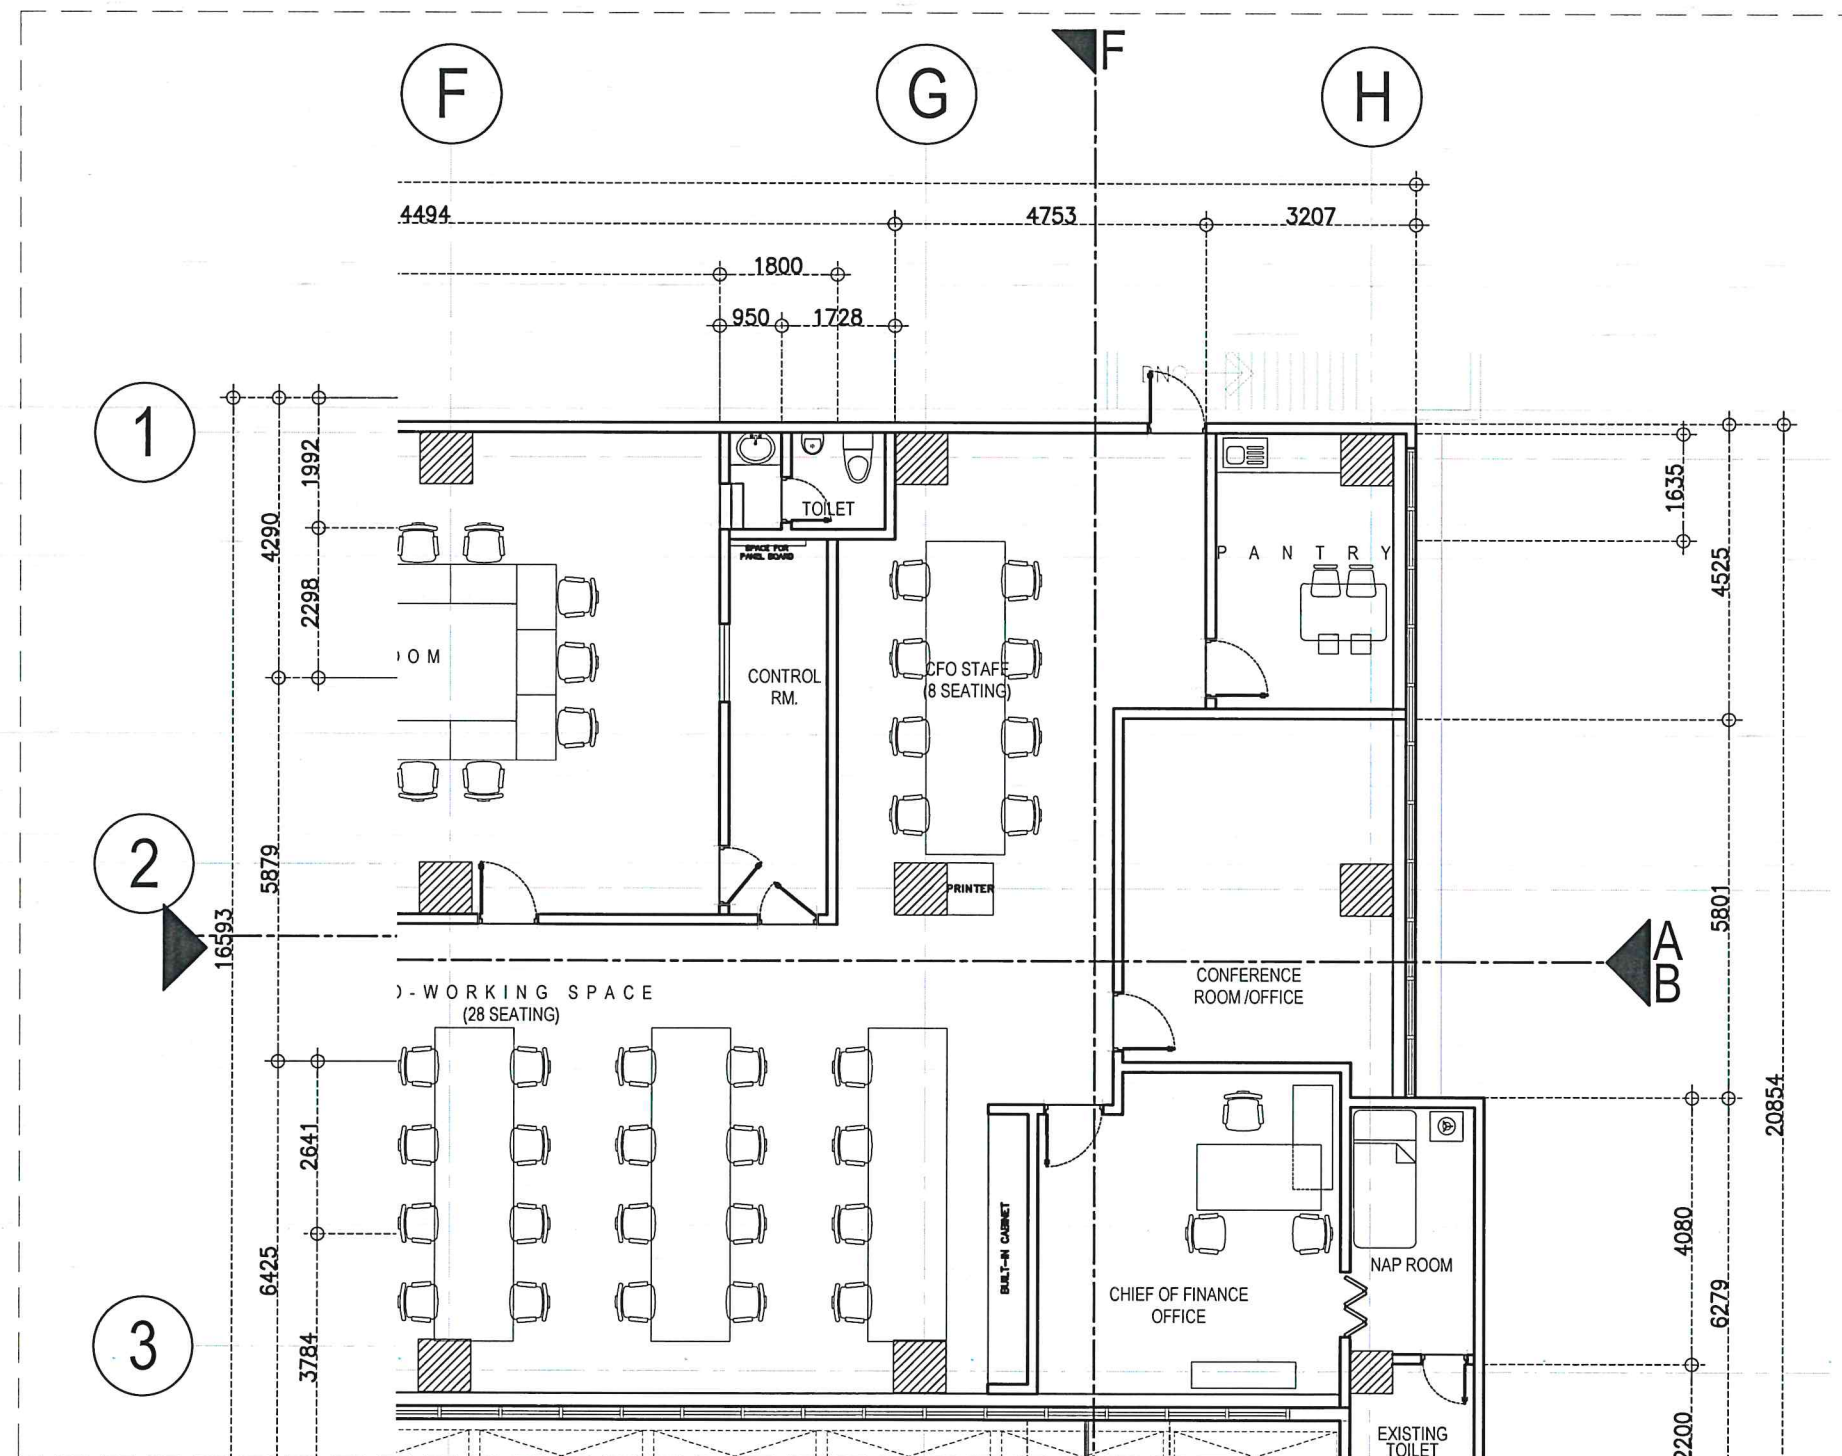 F
G
F
H
4494
4753
3207
1800
950
1728
1
1992
4290
2298
TOILET
SPACE FOR
PANEL BOARD
PANTRY
1635
4525
OOM
CONTROL
RM.
CFO STAFF
(8 SEATING)
2
5879
16593
PRINTER
5801
A
B
CONFERENCE
ROOM/OFFICE
O-WORKING SPACE
(28 SEATING)
2641
6425
3784
BUILT-IN CABINET
20854
4080
6279
NAP ROOM
CHIEF OF FINANCE
OFFICE
3
EXISTING
TOILET
2200